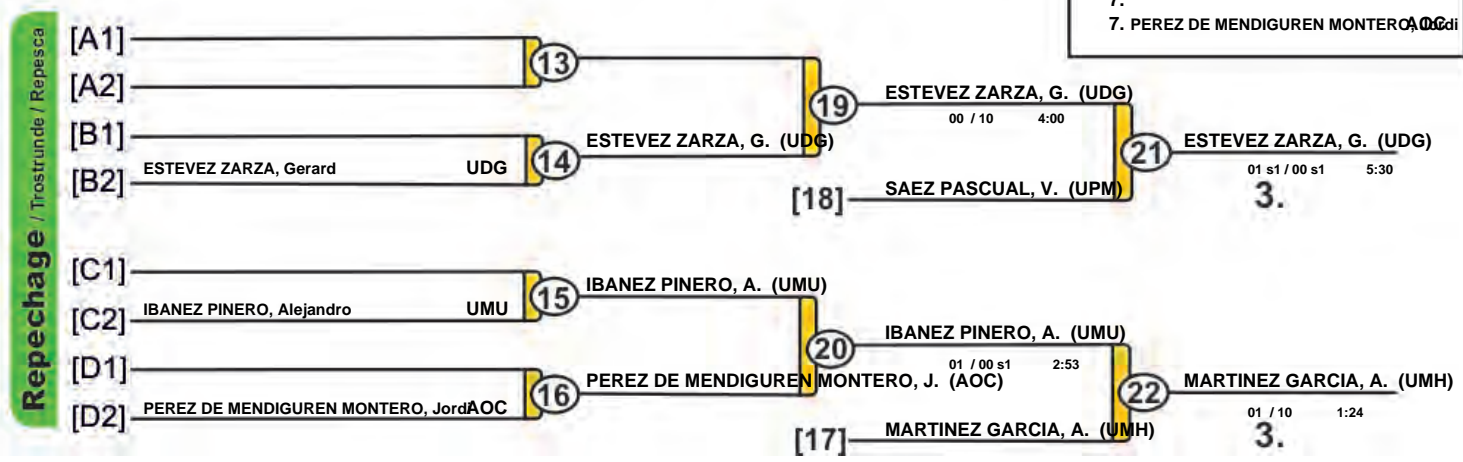 7.
7. PEREZ DE MENDIGUREN MONTERO, Jordi AOC
Repechage / Trostrunde / Repesca
[A1]
13
[A2]
19
ESTEVEZ ZARZA, G. (UDG)
00 / 10 4:00
[B1]
14
ESTEVEZ ZARZA, G. (UDG)
[B2] ESTEVEZ ZARZA, Gerard UDG
21
ESTEVEZ ZARZA, G. (UDG)
01 s1 / 00 s1 5:30
3.
[18] SAEZ PASCUAL, V. (UPM)
[C1]
15
IBANEZ PINERO, A. (UMU)
[C2] IBANEZ PINERO, Alejandro UMU
20
IBANEZ PINERO, A. (UMU)
01 / 00 s1 2:53
[D1]
16
PEREZ DE MENDIGUREN MONTERO, J. (AOC)
[D2] PEREZ DE MENDIGUREN MONTERO, Jordi AOC
22
MARTINEZ GARCIA, A. (UMH)
01 / 10 1:24
3.
[17] MARTINEZ GARCIA, A. (UMH)